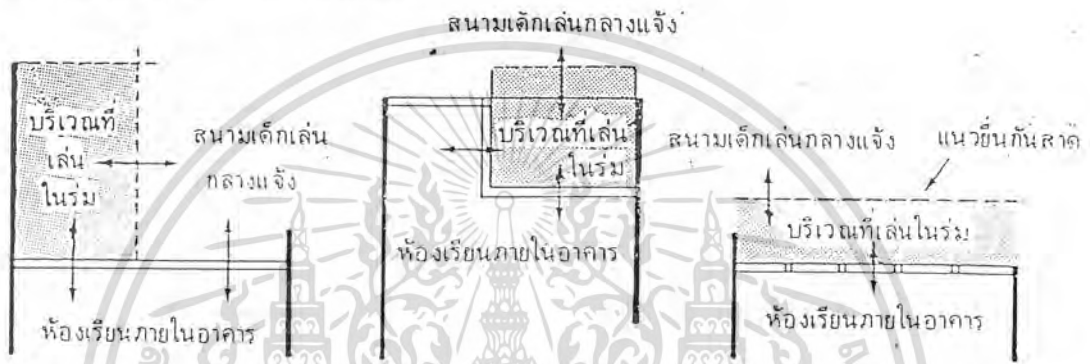 สนามเด็กเล่นกลางแจ้ง
บริเวณที่
เล่น
ในร่ม
สนามเด็กเล่น
กลางแจ้ง
ห้องเรียนภายในอาคาร
บริเวณที่เล่น
ในร่ม
ห้องเรียนภายในอาคาร
สนามเด็กเล่นกลางแจ้ง
แนวยื่นกันสาด
บริเวณที่เล่นในร่ม
ห้องเรียนภายในอาคาร